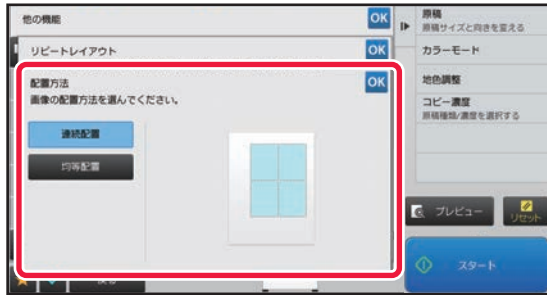 他の機能
OK
リピートレイアウト
OK
配置方法
OK
画像の配置方法を選んでください。
連続配置
均等配置
原稿
原稿サイズと向きを変える
カラーモード
地色調整
コピー濃度
原稿種類/濃度を選択する
プレビュー
リセット
スタート